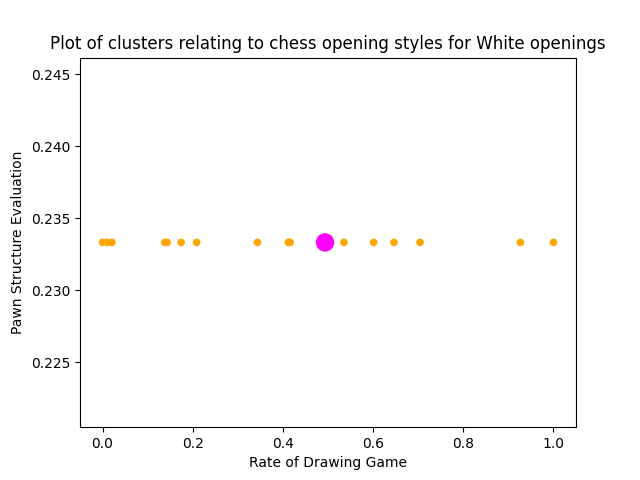 Plot of clusters relating to chess opening styles for White openings
0.245
0.240
0.235
0.230
0.225
Pawn Structure Evaluation
0.0 0.2 0.4 0.6 0.8 1.0
Rate of Drawing Game